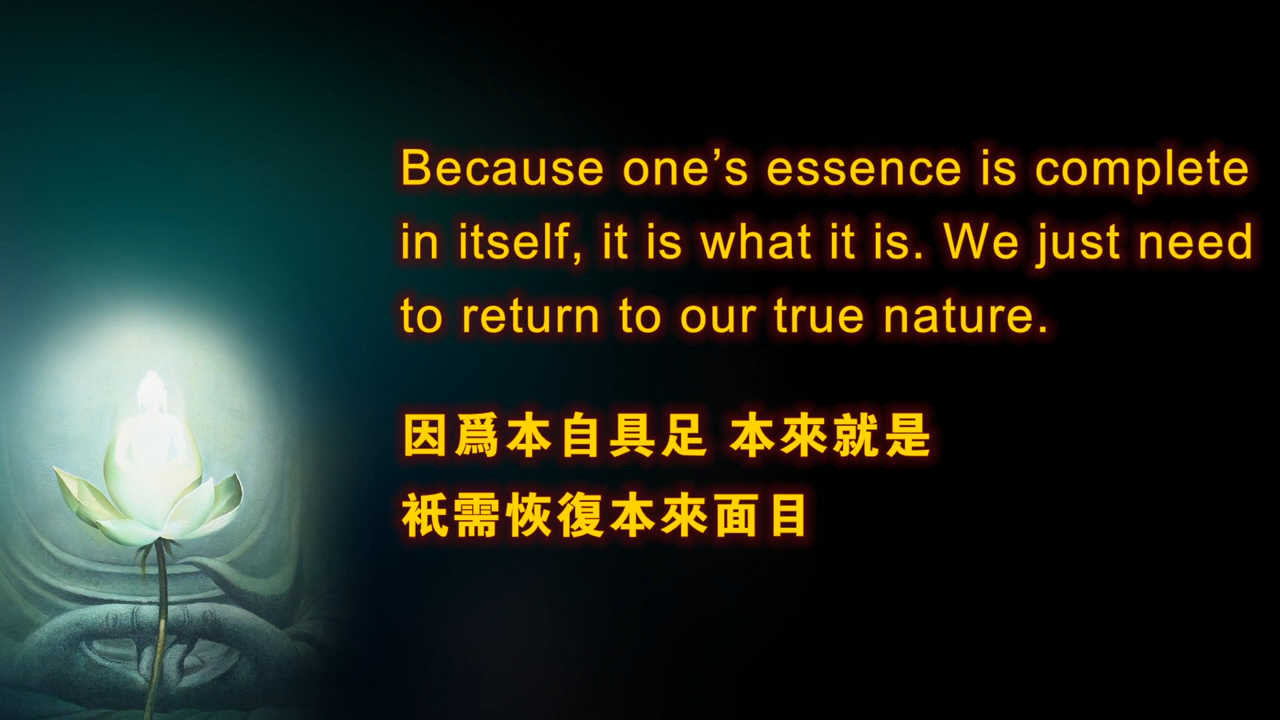 Because one’s essence is complete
in itself, it is what it is. We just need
to return to our true nature.
因爲本自具足 本來就是
衹需恢復本來面目